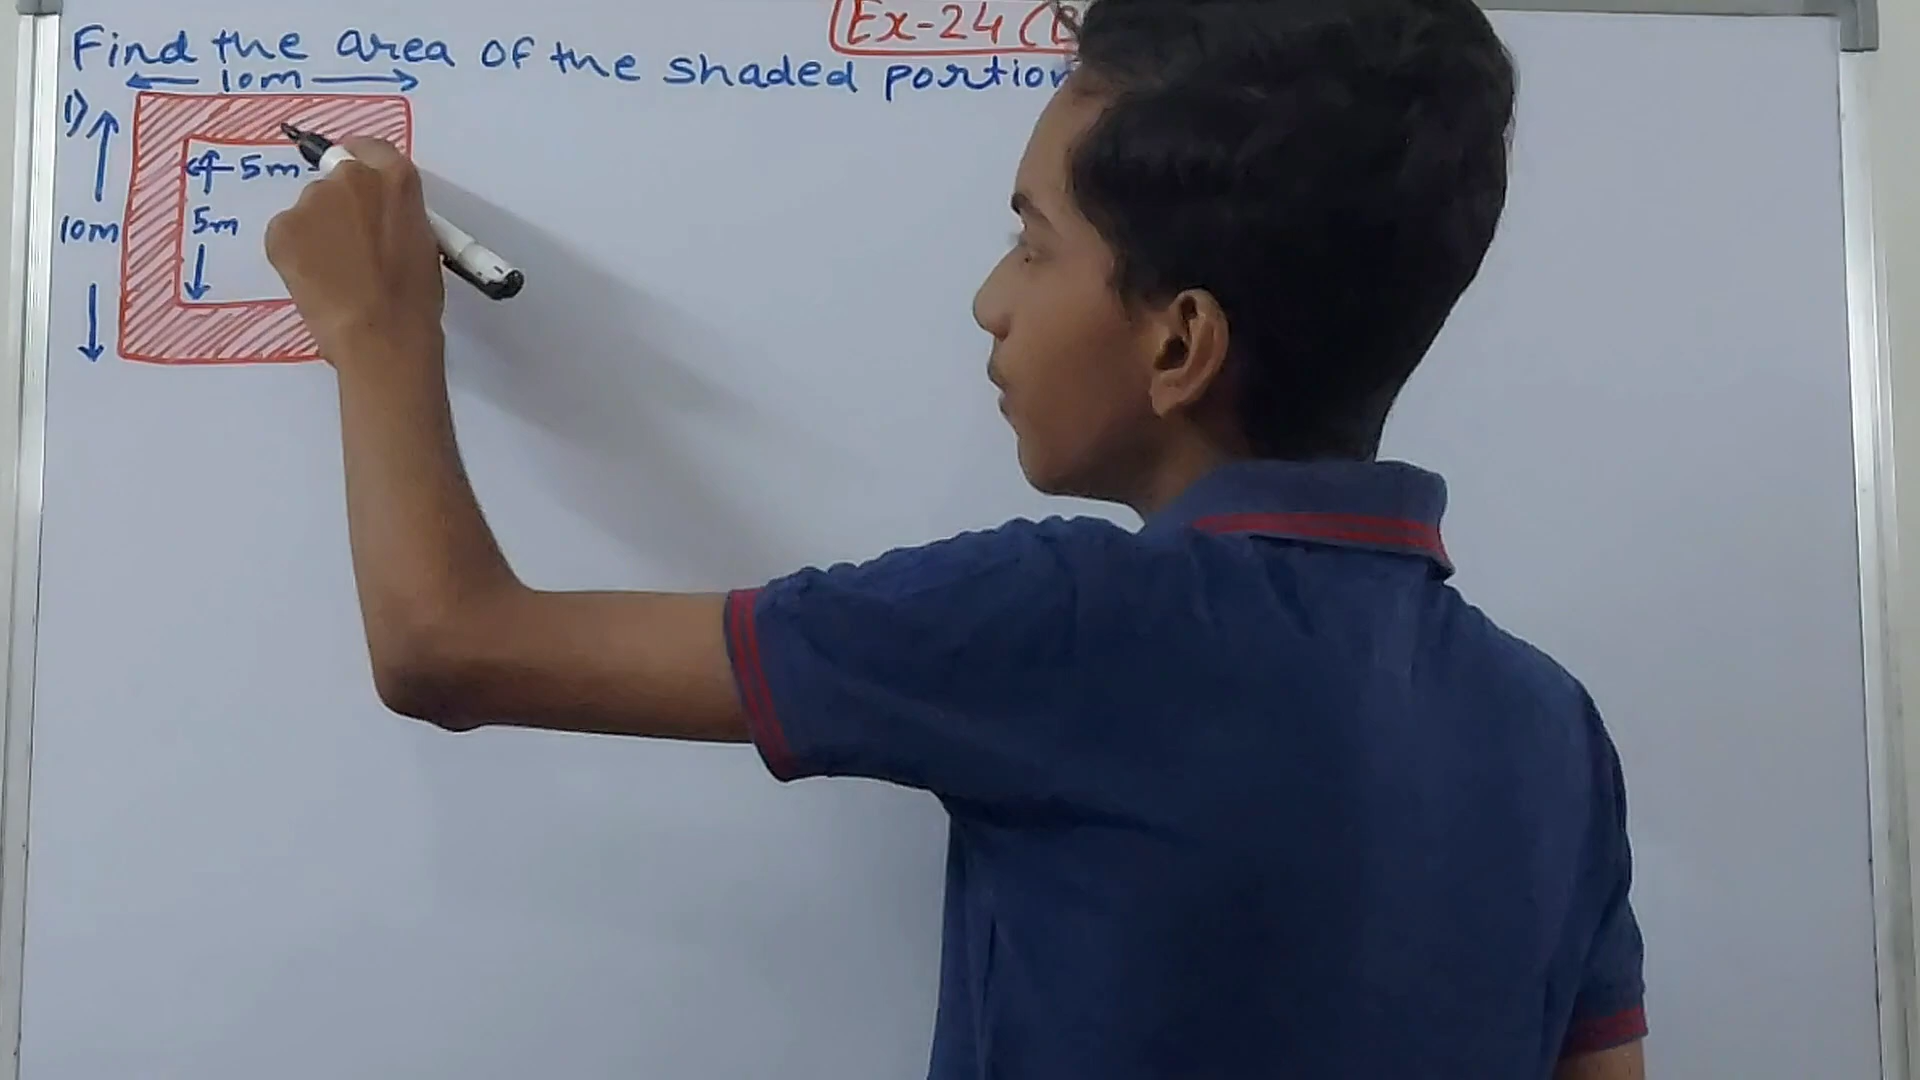 Ex-24 (B
Find the area of the shaded portion
10m
1)
5m
5m
10m